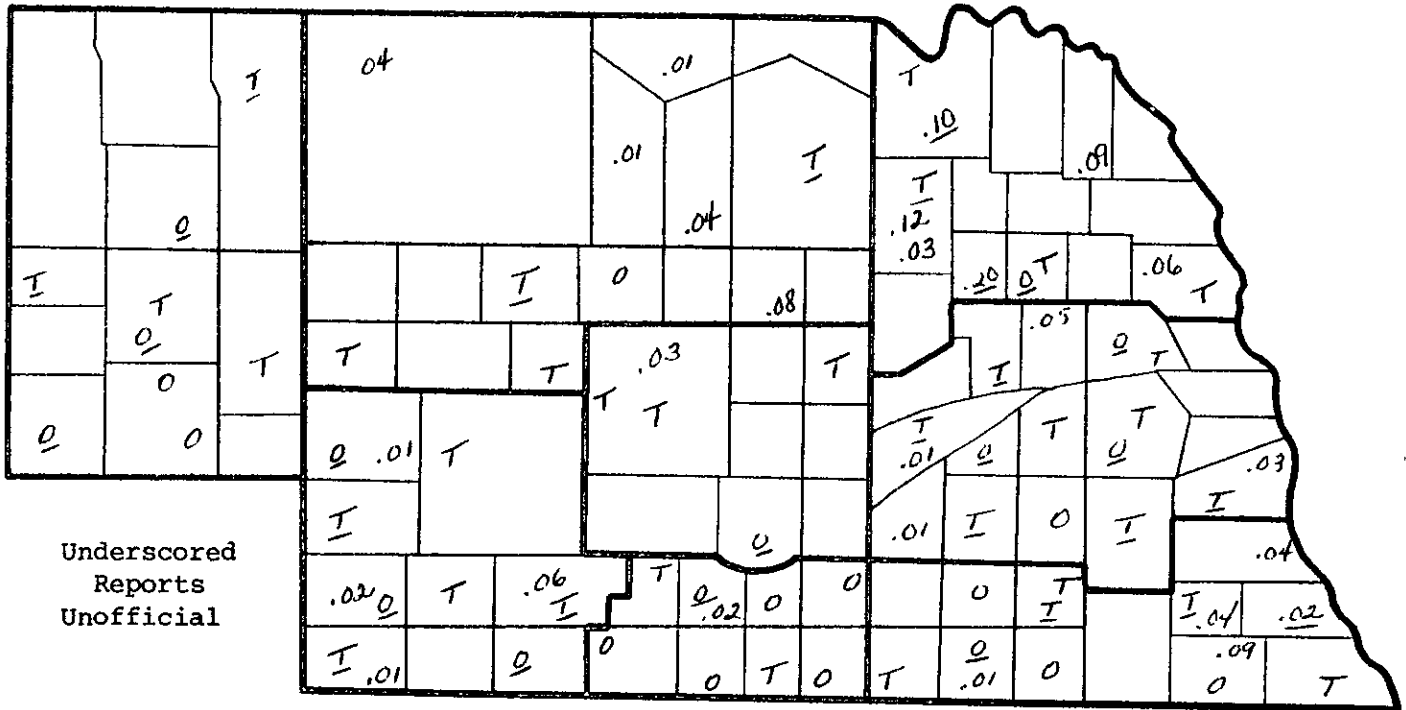 T 04 .01 T
.10
.01 T .09
T
.12
0 .04 .03
T T 0 .20 0 T .06 T
T .08
0 .05 0
T T .03 T T T
0 T T
T T
0 0 0 .01 T T 0 T 0 .03
.01
T .01 T 0 T T
0 .04
Underscored
Reports
Unofficial
.02 0 T .06 T T 0 .02 0 0 0 T T T .04 .02
T .01 0 0 0 T 0 T 0 .01 0 .09 0 T